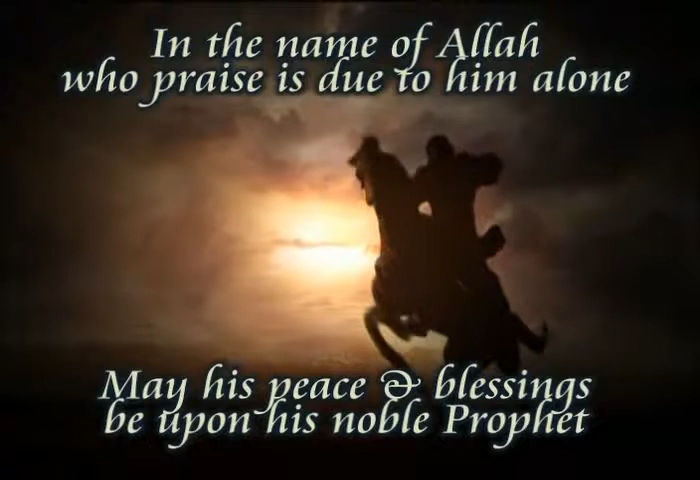 In the name of Allah
who praise is due to him alone
May his peace & blessings
be upon his noble Prophet